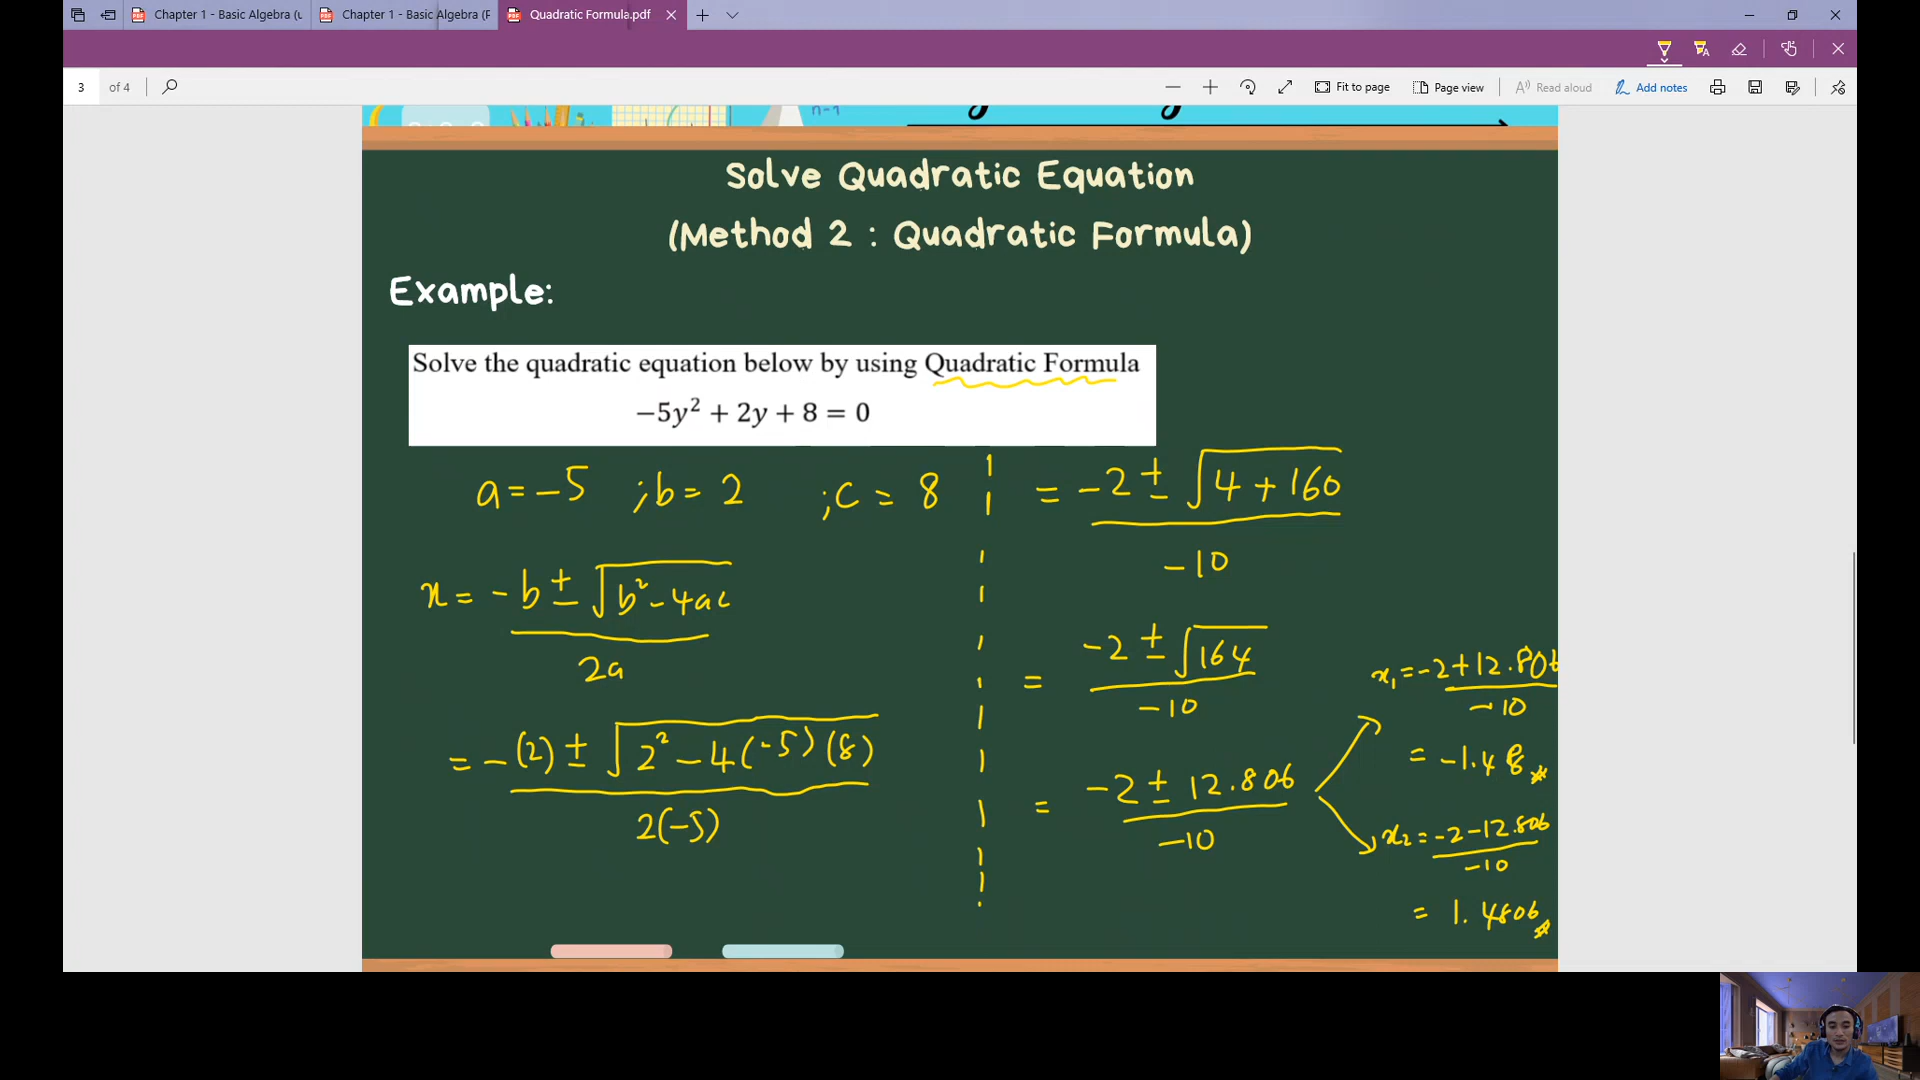 Chapter 1 - Basic Algebra (u
Chapter 1 - Basic Algebra (F
Quadratic Formula.pdf
3 of 4
Fit to page
Page view
Read aloud
Add notes
n-1
Solve Quadratic Equation
(Method 2 : Quadratic Formula)
Example:
Solve the quadratic equation below by using Quadratic Formula
−5y² + 2y + 8 = 0
a = -5 ; b = 2 ; c = 8
x = (-b ± √(b² - 4ac)) / 2a
= (-(2) ± √(2² - 4(-5)(8))) / 2(-5)
= (-2 ± √(4 + 160)) / -10
= (-2 ± √164) / -10
= (-2 ± 12.806) / -10
x₁ = (-2 + 12.806) / -10
= -1.48
x₂ = (-2 - 12.806) / -10
= 1.4806